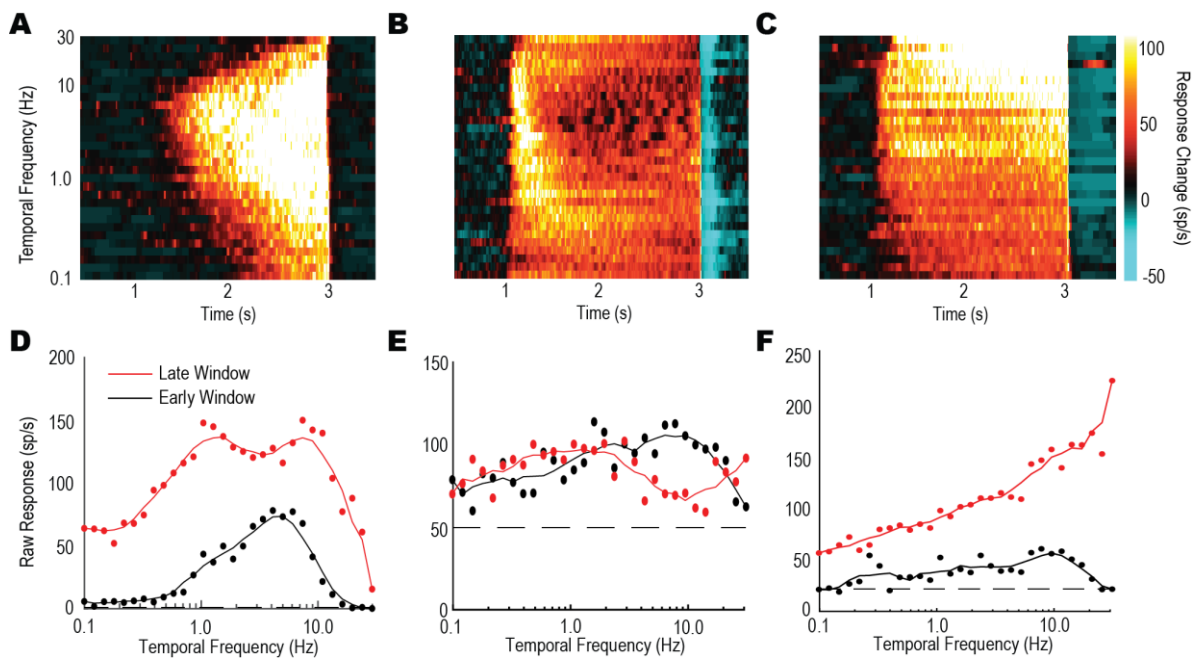 A
B
C
30
10
1.0
0.1
Temporal Frequency (Hz)
1
2
3
Time (s)
1
2
3
Time (s)
1
2
3
Time (s)
100
50
0
-50
Response Change (sp/s)
D
E
F
200
150
100
50
0
Raw Response (sp/s)
Late Window
Early Window
0.1
1.0
10.0
Temporal Frequency (Hz)
150
100
50
0
0.1
1.0
10.0
Temporal Frequency (Hz)
250
200
150
100
50
0
0.1
1.0
10.0
Temporal Frequency (Hz)